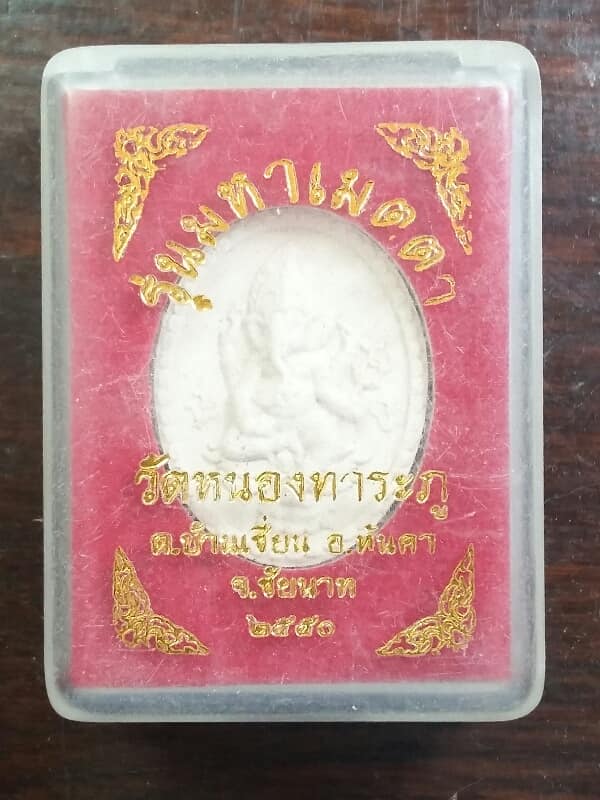 รุ่นมหาเมตตา
วัดหนองทาระภู
ต.บ้านเชี่ยน อ.หันคา
จ.ชัยนาท
๒๕๕๑